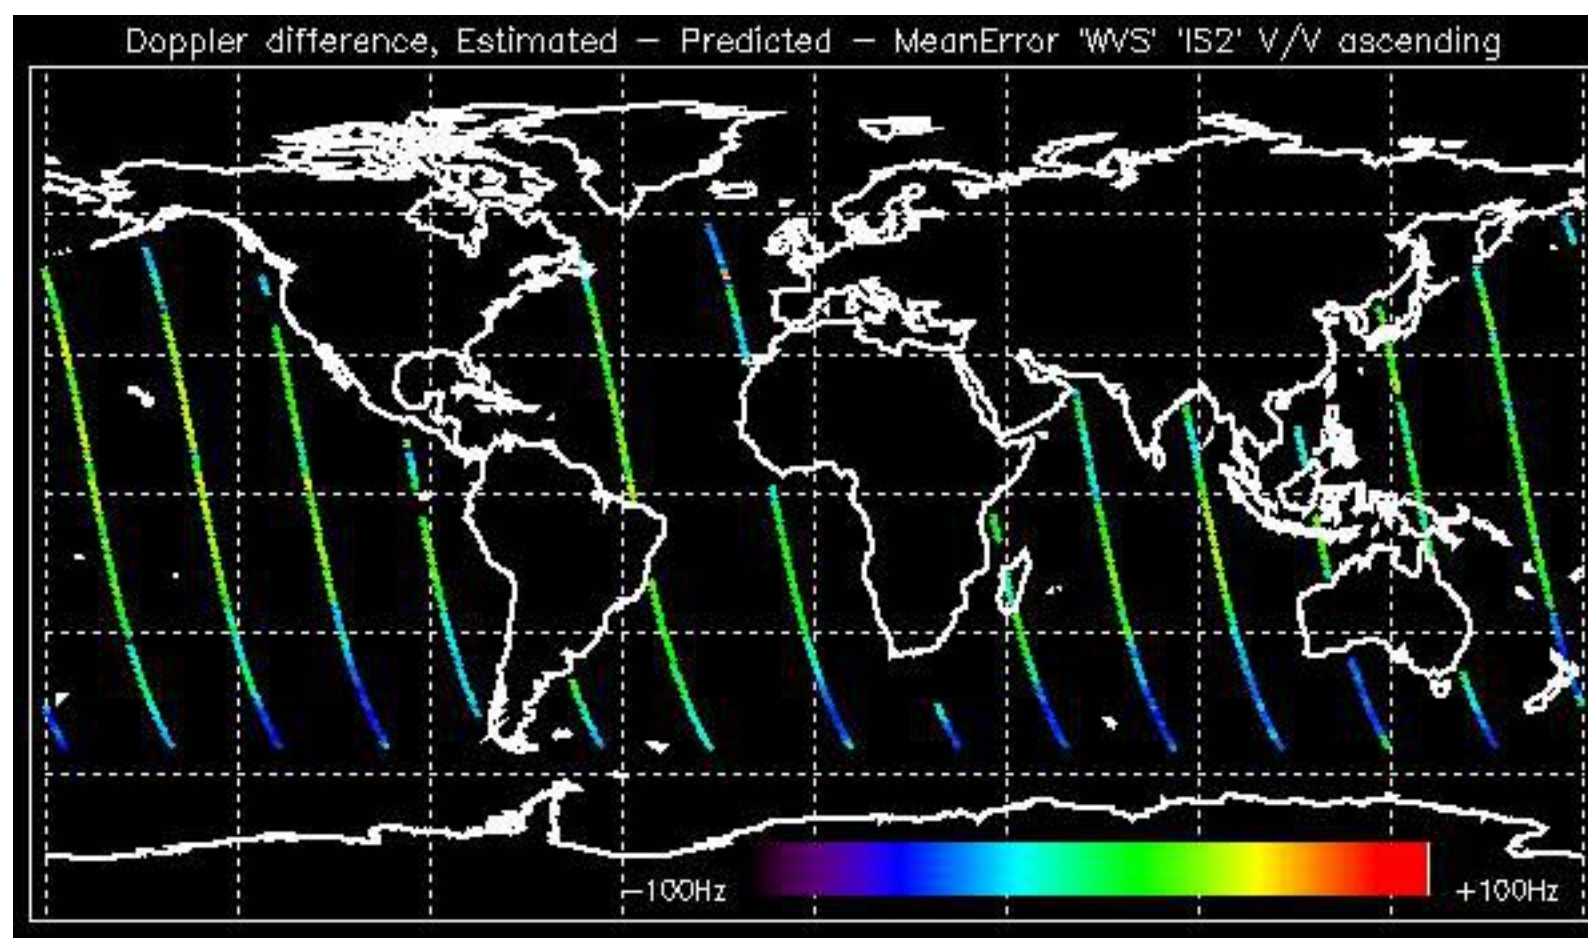 Doppler difference, Estimated – Predicted – MeanError 'WVS' 'IS2' V/V ascending
-100Hz +100Hz